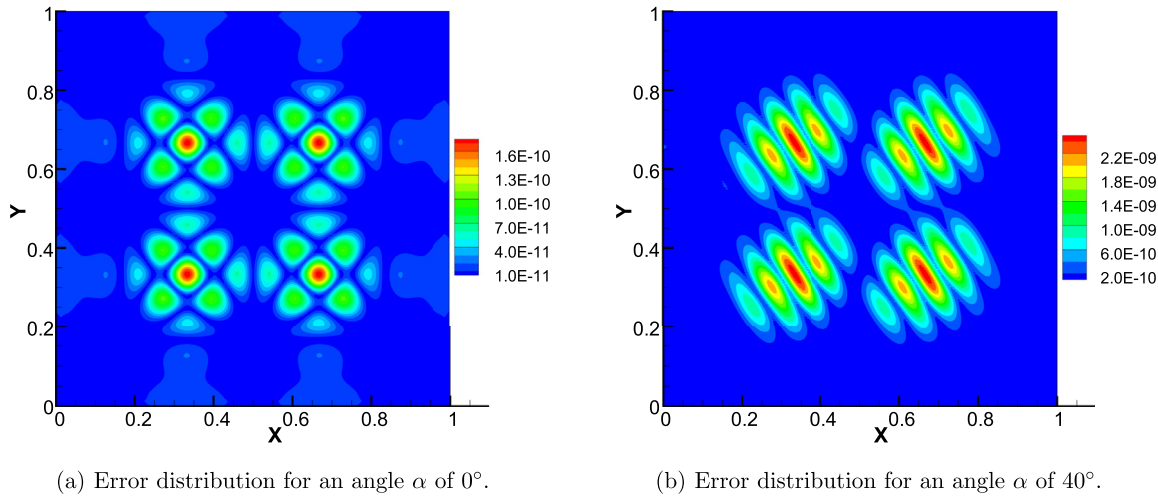 1
0.8
0.6
0.4
0.2
0
Y
0 0.2 0.4 0.6 0.8 1
X
1.6E-10
1.3E-10
1.0E-10
7.0E-11
4.0E-11
1.0E-11
(a) Error distribution for an angle α of 0°.
1
0.8
0.6
0.4
0.2
0
Y
0 0.2 0.4 0.6 0.8 1
X
2.2E-09
1.8E-09
1.4E-09
1.0E-09
6.0E-10
2.0E-10
(b) Error distribution for an angle α of 40°.